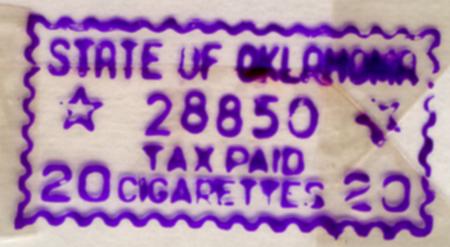 STATE OF OKLAHOMA
28850
TAX PAID
20 CIGARETTES 20